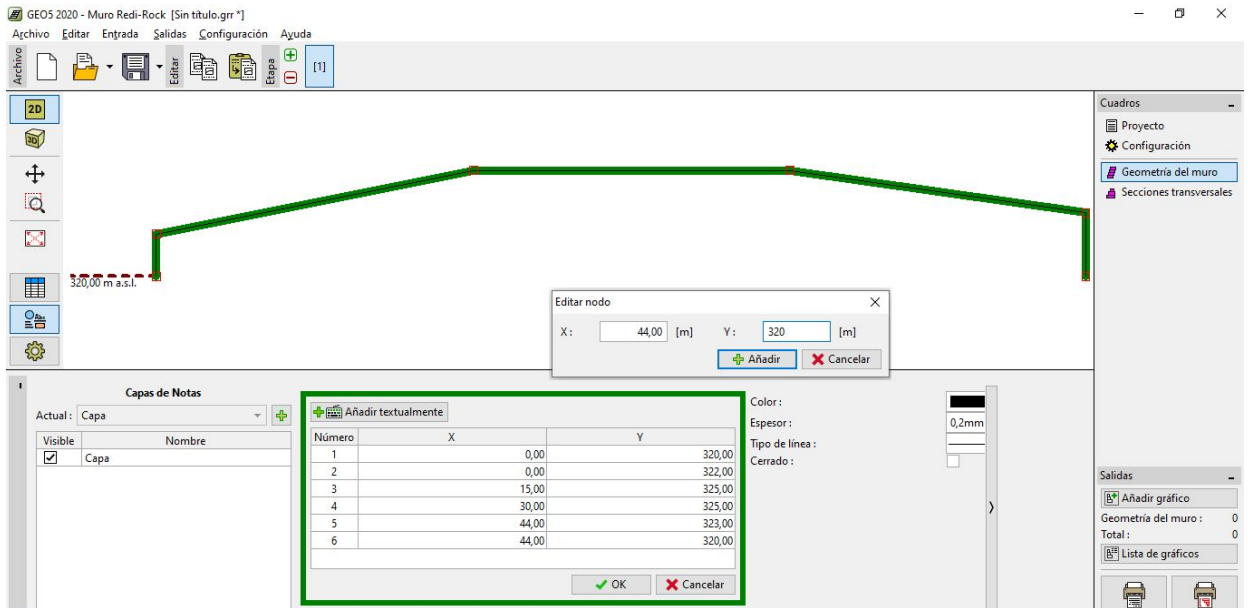 GEO5 2020 - Muro Redi-Rock [Sin título.grr *]
Archivo Editar Entrada Salidas Configuración Ayuda
Archivo
Editar
Etapa
[1]
2D
3D
320,00 m a.s.l.
Editar nodo
X : 44,00 [m] Y : 320 [m]
Añadir Cancelar
Cuadros
Proyecto
Configuración
Geometría del muro
Secciones transversales
Capas de Notas
Actual : Capa
Visible Nombre
Capa
Añadir textualmente
Número X Y
1 0,00 320,00
2 0,00 322,00
3 15,00 325,00
4 30,00 325,00
5 44,00 323,00
6 44,00 320,00
OK Cancelar
Color :
Espesor : 0,2mm
Tipo de línea :
Cerrado :
Salidas
Añadir gráfico
Geometría del muro : 0
Total : 0
Lista de gráficos